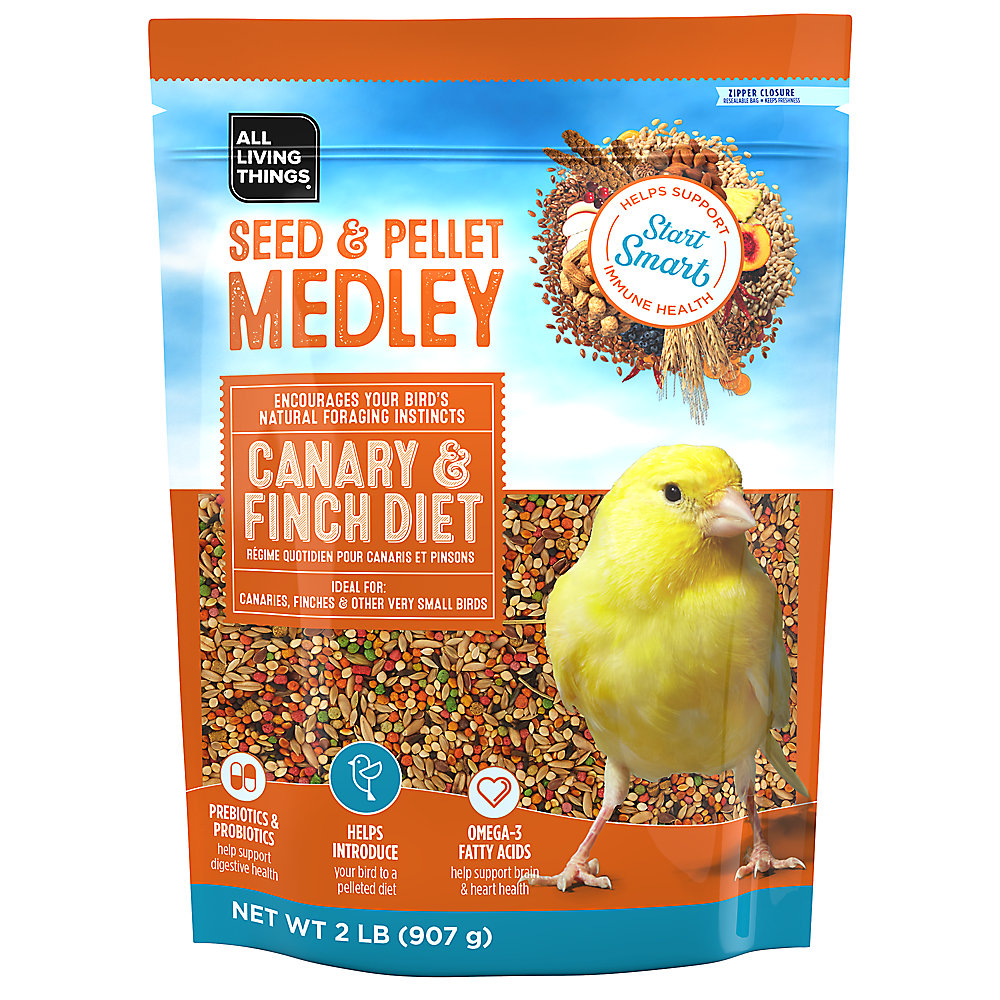 ZIPPER CLOSURE
RESEALABLE BAG • KEEPS FRESHNESS
ALL
LIVING
THINGS®
HELPS SUPPORT
Start
Smart
IMMUNE HEALTH
SEED & PELLET
MEDLEY
ENCOURAGES YOUR BIRD'S
NATURAL FORAGING INSTINCTS
CANARY &
FINCH DIET
RÉGIME QUOTIDIEN POUR CANARIS ET PINSONS
IDEAL FOR:
CANARIES, FINCHES & OTHER VERY SMALL BIRDS
PREBIOTICS &
PROBIOTICS
help support
digestive health
HELPS
INTRODUCE
your bird to a
pelleted diet
OMEGA-3
FATTY ACIDS
help support brain
& heart health
NET WT 2 LB (907 g)